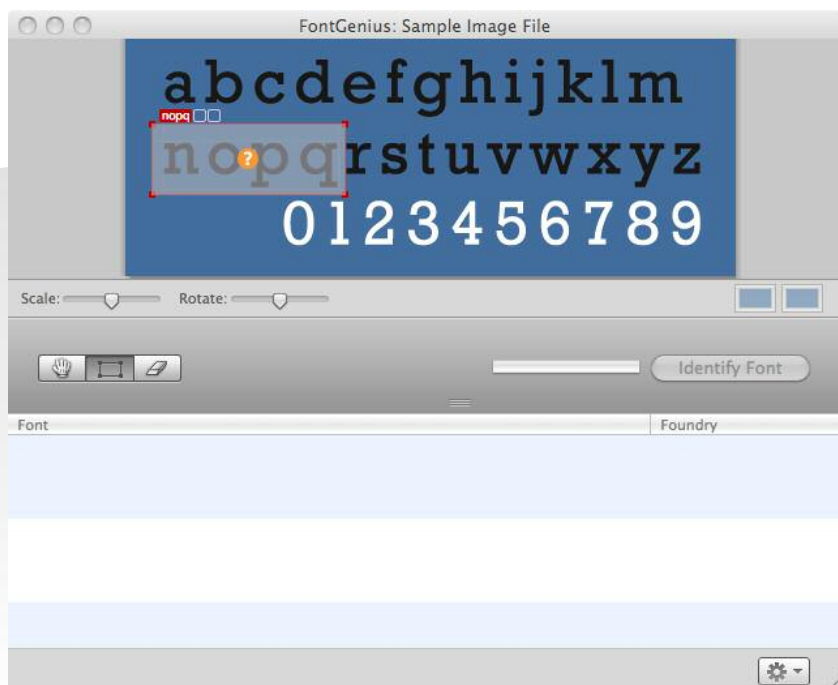 FontGenius: Sample Image File
abcdefghijklm
nopq
nopqrstuvwxyz
?
0123456789
Scale:
Rotate:
Identify Font
Font
Foundry